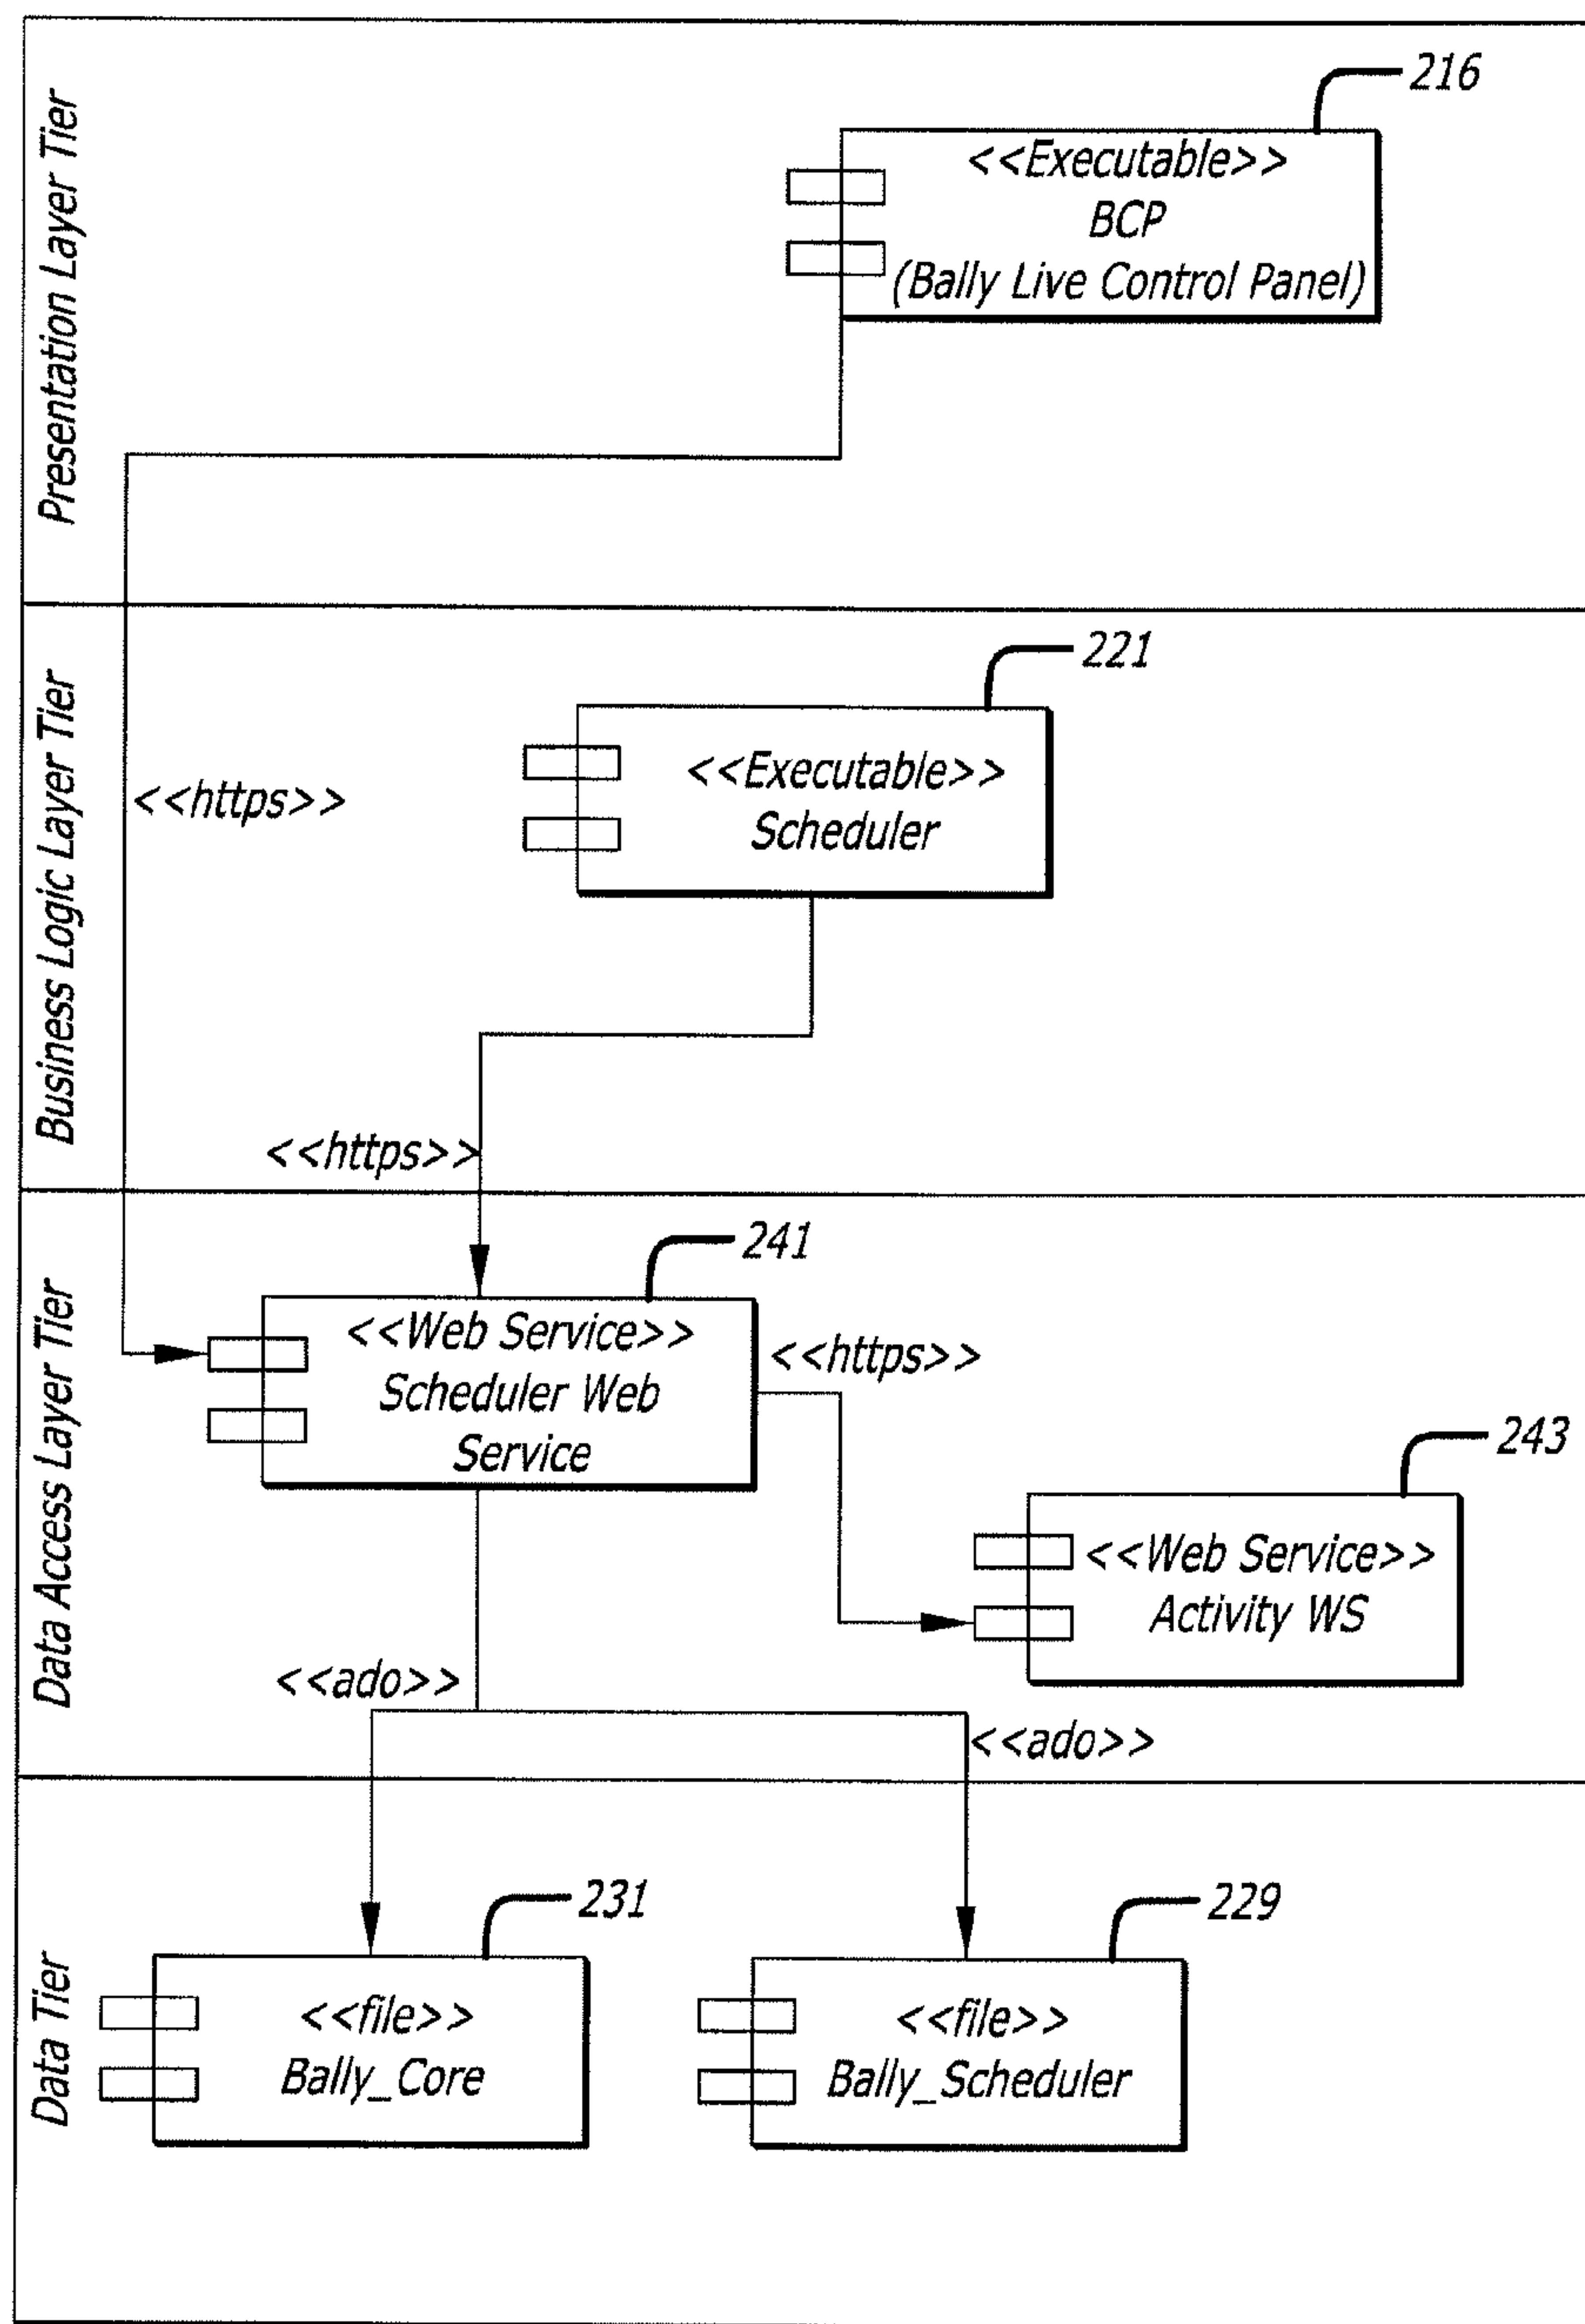 Presentation Layer Tier
216
<<Executable>>
BCP
(Bally Live Control Panel)
Business Logic Layer Tier
221
<<Executable>>
Scheduler
<<https>>
<<https>>
Data Access Layer Tier
241
<<Web Service>>
Scheduler Web
Service
<<https>>
243
<<Web Service>>
Activity WS
<<ado>>
<<ado>>
Data Tier
231
<<file>>
Bally_Core
229
<<file>>
Bally_Scheduler